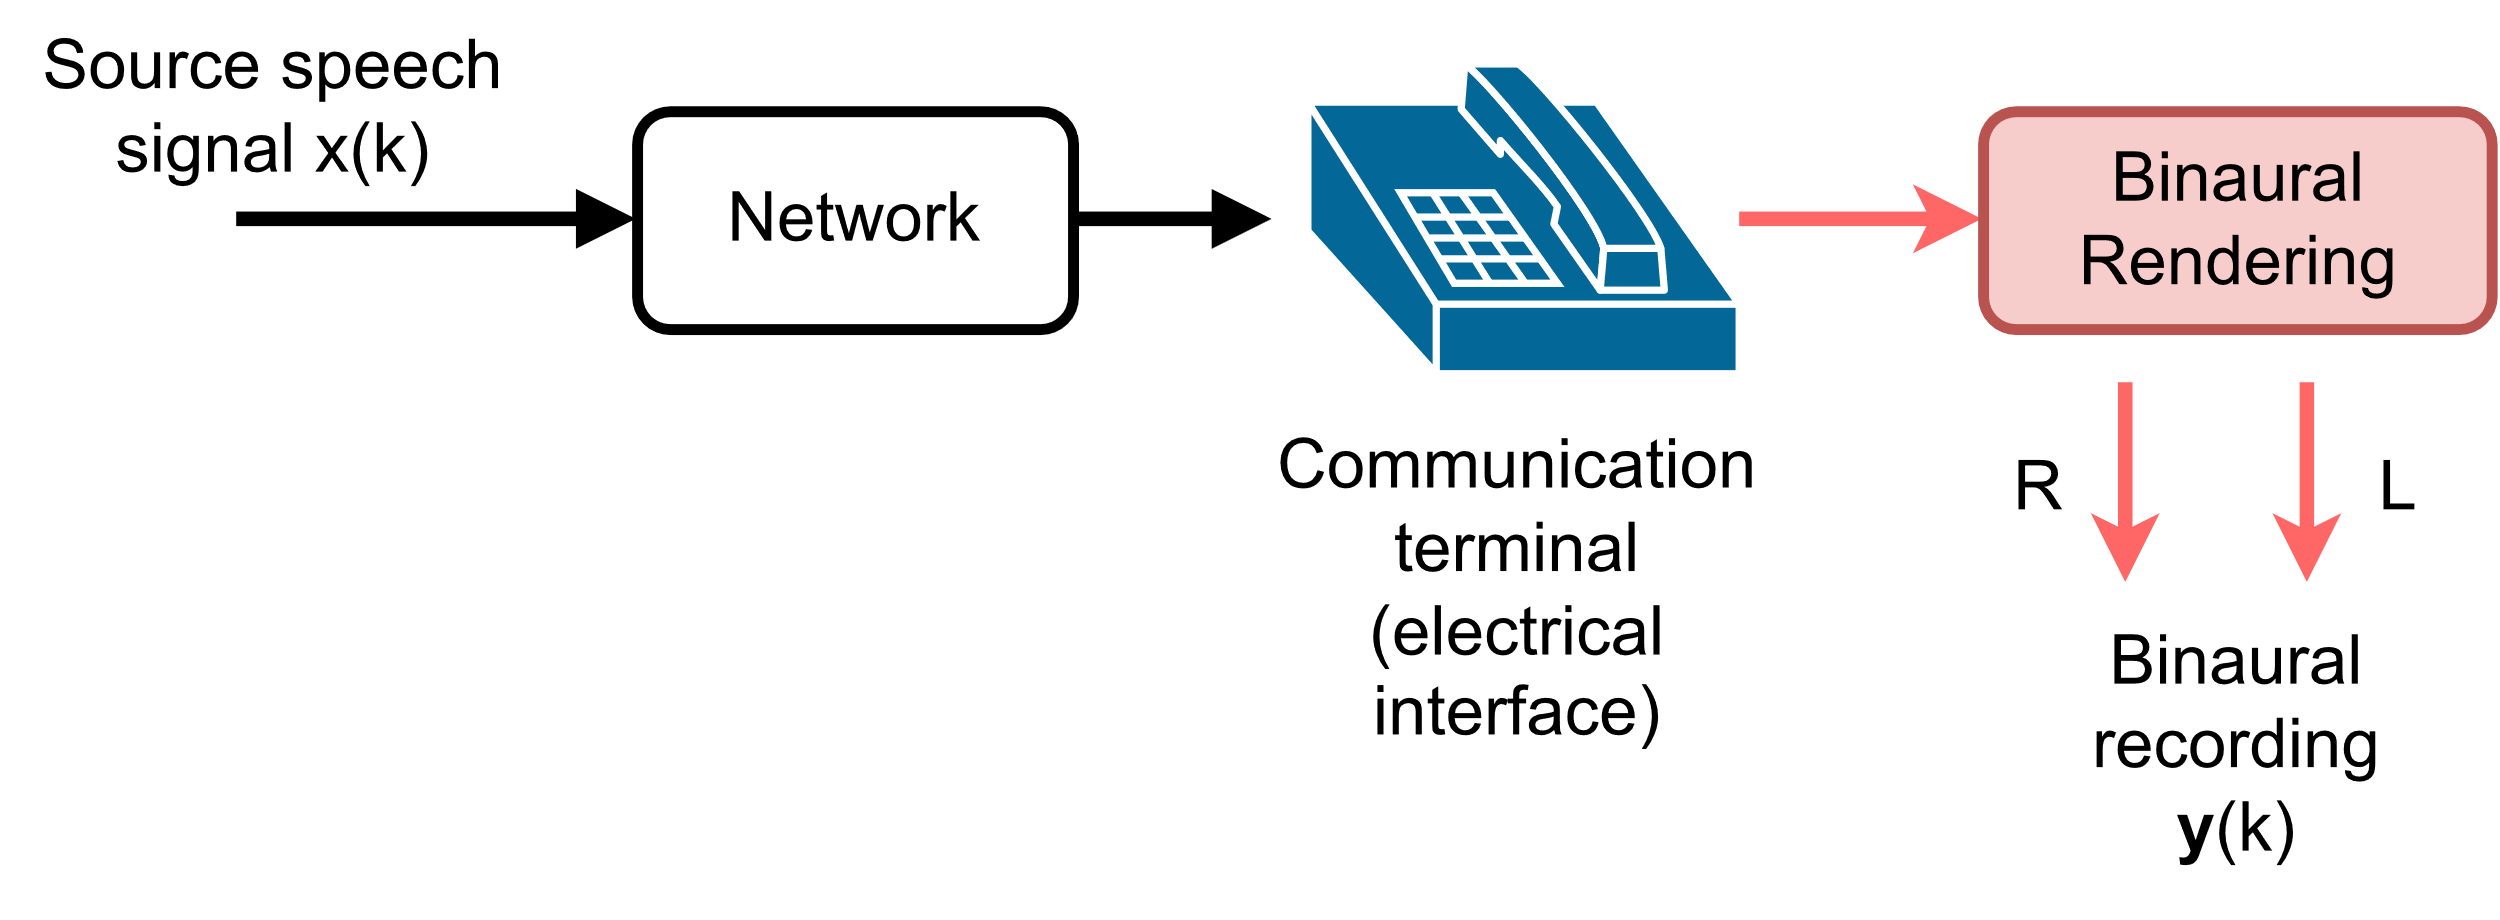 Source speech
signal x(k)
Network
Communication
terminal
(electrical
interface)
Binaural
Rendering
R
L
Binaural
recording
y(k)